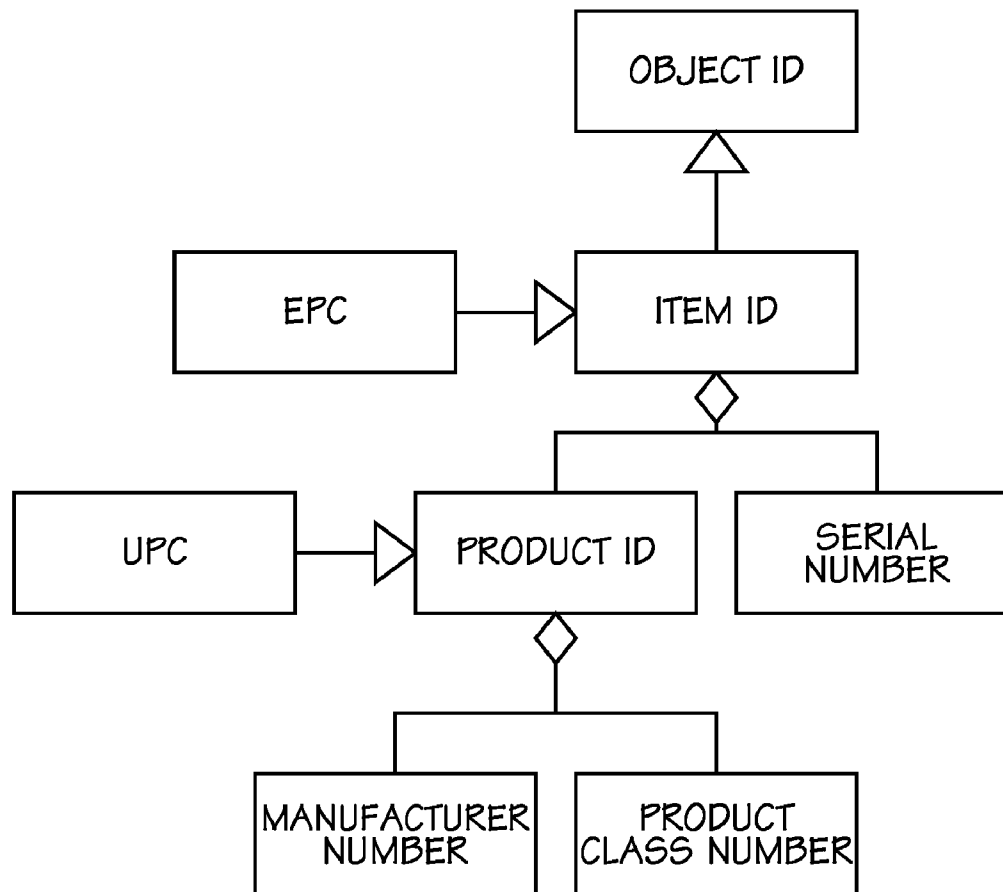 OBJECT ID
EPC
ITEM ID
UPC
PRODUCT ID
SERIAL
NUMBER
MANUFACTURER
NUMBER
PRODUCT
CLASS NUMBER